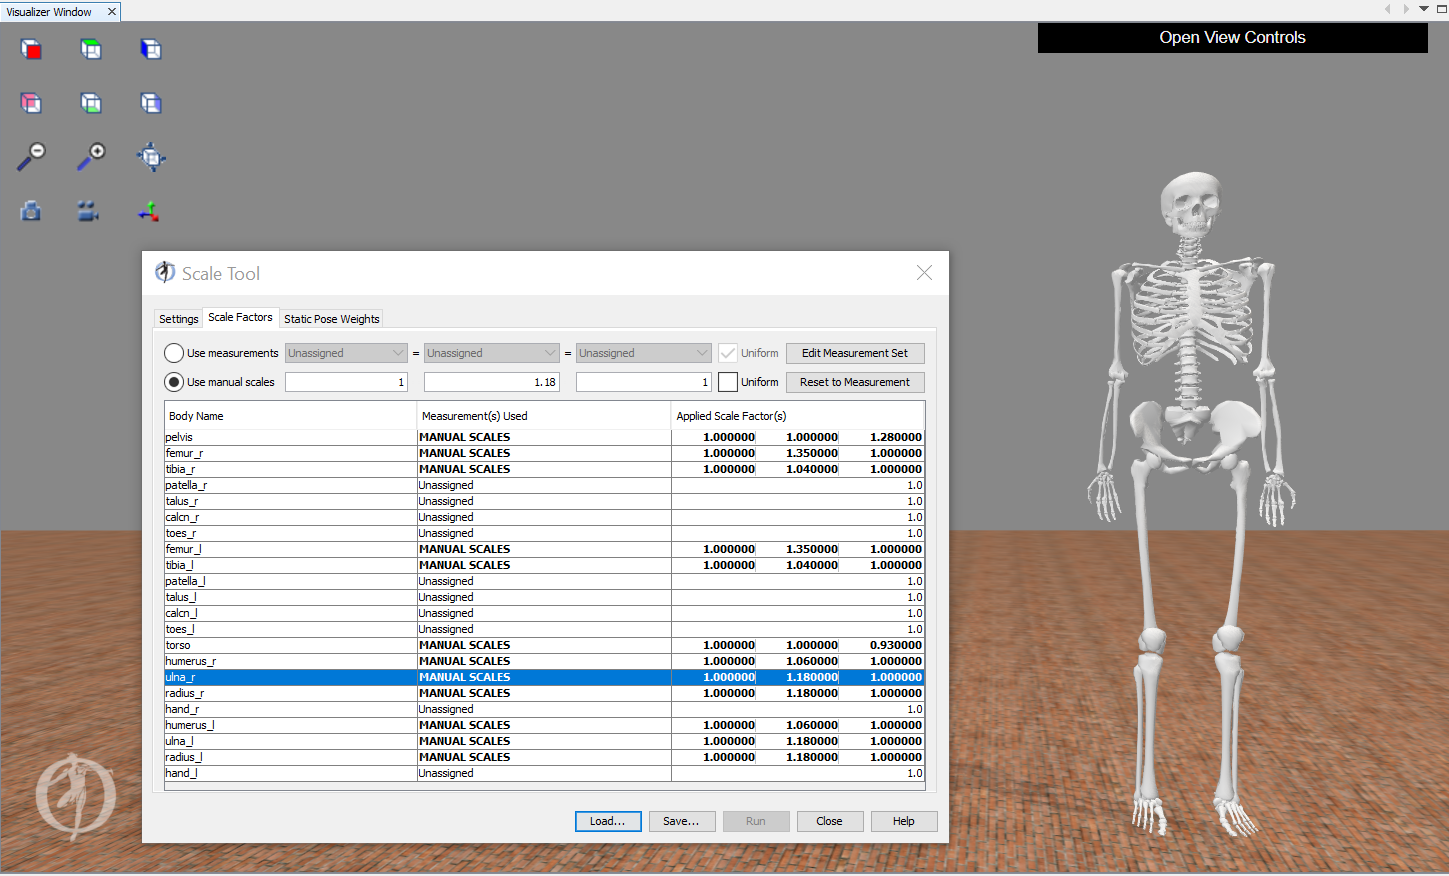 Visualizer Window
Open View Controls
Scale Tool
Settings Scale Factors Static Pose Weights
Use measurements Unassigned = Unassigned = Unassigned Uniform Edit Measurement Set
Use manual scales 1 1.18 1 Uniform Reset to Measurement
Body Name Measurement(s) Used Applied Scale Factor(s)
pelvis MANUAL SCALES 1.000000 1.000000 1.280000
femur_r MANUAL SCALES 1.000000 1.350000 1.000000
tibia_r MANUAL SCALES 1.000000 1.040000 1.000000
patella_r Unassigned 1.0
talus_r Unassigned 1.0
calcn_r Unassigned 1.0
toes_r Unassigned 1.0
femur_l MANUAL SCALES 1.000000 1.350000 1.000000
tibia_l MANUAL SCALES 1.000000 1.040000 1.000000
patella_l Unassigned 1.0
talus_l Unassigned 1.0
calcn_l Unassigned 1.0
toes_l Unassigned 1.0
torso MANUAL SCALES 1.000000 1.000000 0.930000
humerus_r MANUAL SCALES 1.000000 1.060000 1.000000
ulna_r MANUAL SCALES 1.000000 1.180000 1.000000
radius_r MANUAL SCALES 1.000000 1.180000 1.000000
hand_r Unassigned 1.0
humerus_l MANUAL SCALES 1.000000 1.060000 1.000000
ulna_l MANUAL SCALES 1.000000 1.180000 1.000000
radius_l MANUAL SCALES 1.000000 1.180000 1.000000
hand_l Unassigned 1.0
Load... Save... Run Close Help